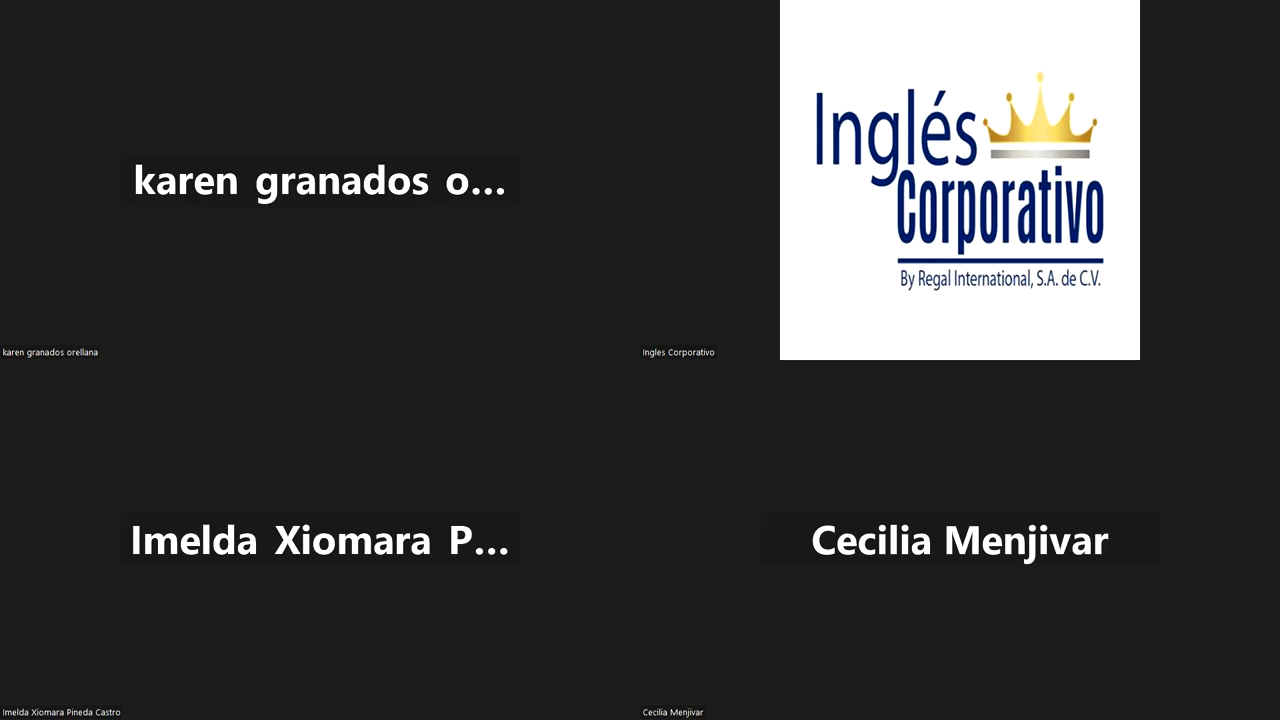 karen granados o...
karen granados orellana
Inglés
Corporativo
By Regal International, S.A. de C.V.
Ingles Corporativo
Imelda Xiomara P...
Imelda Xiomara Pineda Castro
Cecilia Menjivar
Cecilia Menjivar